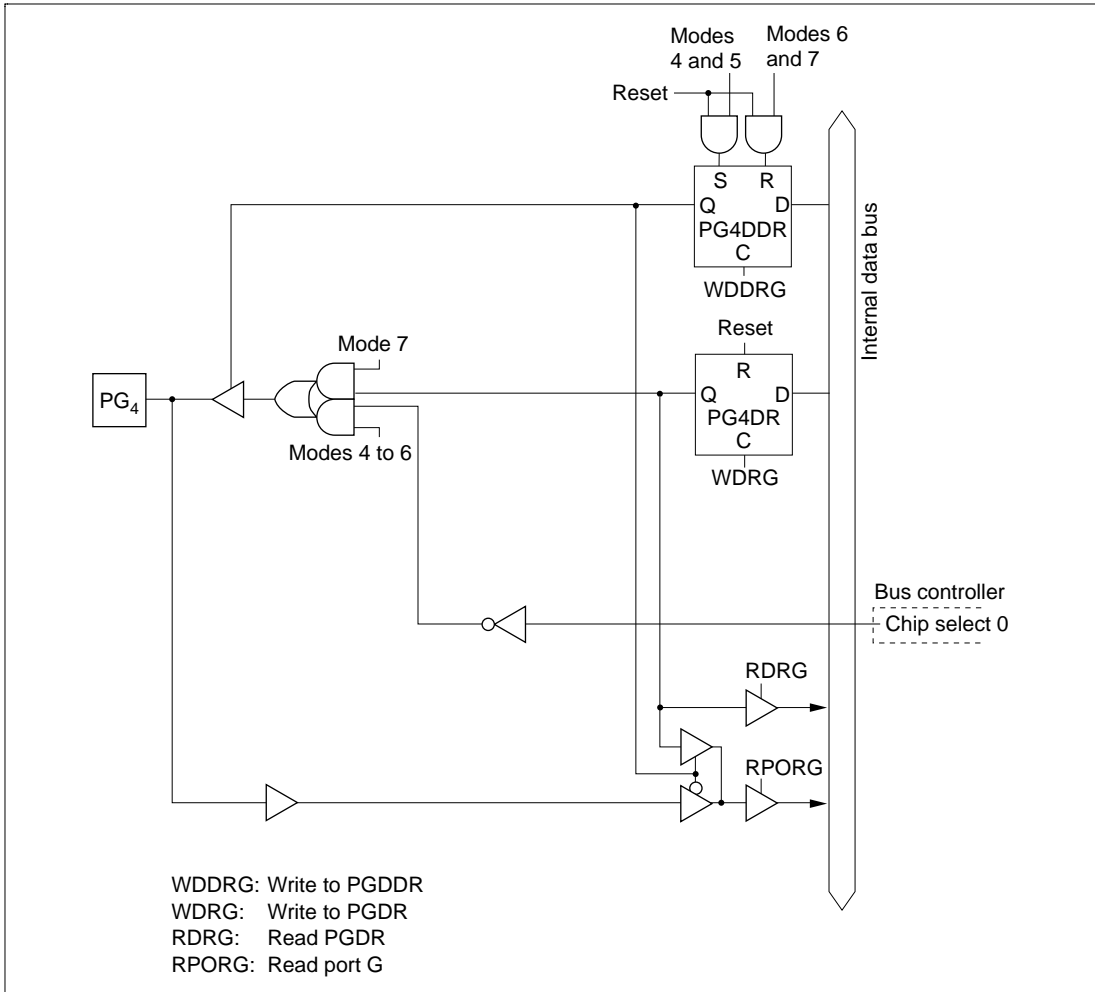 Modes
4 and 5
Modes 6
and 7
Reset
S R
Q D
PG4DDR
C
WDDRG
Internal data bus
Reset
R
Q D
PG4DR
C
WDRG
Mode 7
PG4
Modes 4 to 6
Bus controller
Chip select 0
RDRG
RPORG
WDDRG: Write to PGDDR
WDRG: Write to PGDR
RDRG: Read PGDR
RPORG: Read port G